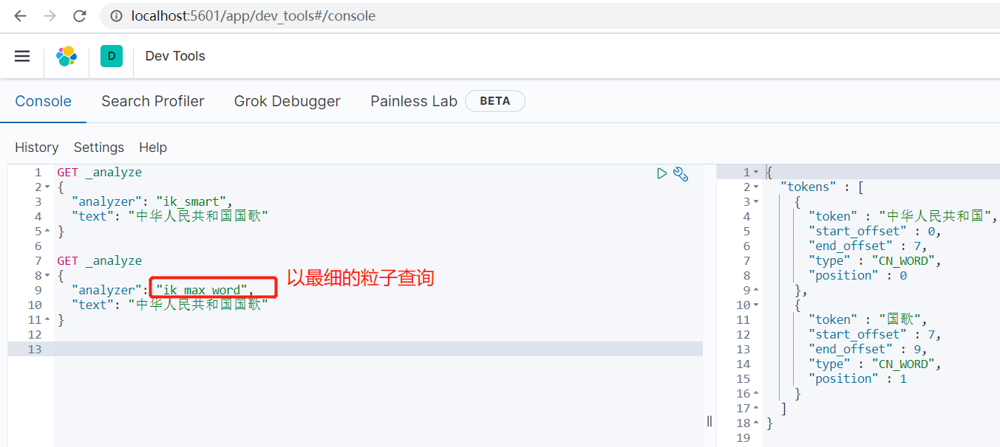 localhost:5601/app/dev_tools#/console
D Dev Tools
Console Search Profiler Grok Debugger Painless Lab BETA
History Settings Help
1 GET _analyze
2 {
3 "analyzer": "ik_smart",
4 "text": "中华人民共和国国歌"
5 }
6
7 GET _analyze
8 {
9 "analyzer": "ik_max_word",
以最细的粒子查询
10 "text": "中华人民共和国国歌"
11 }
12
13
1 {
2 "tokens" : [
3 {
4 "token" : "中华人民共和国",
5 "start_offset" : 0,
6 "end_offset" : 7,
7 "type" : "CN_WORD",
8 "position" : 0
9 },
10 {
11 "token" : "国歌",
12 "start_offset" : 7,
13 "end_offset" : 9,
14 "type" : "CN_WORD",
15 "position" : 1
16 }
17 ]
18 }
19